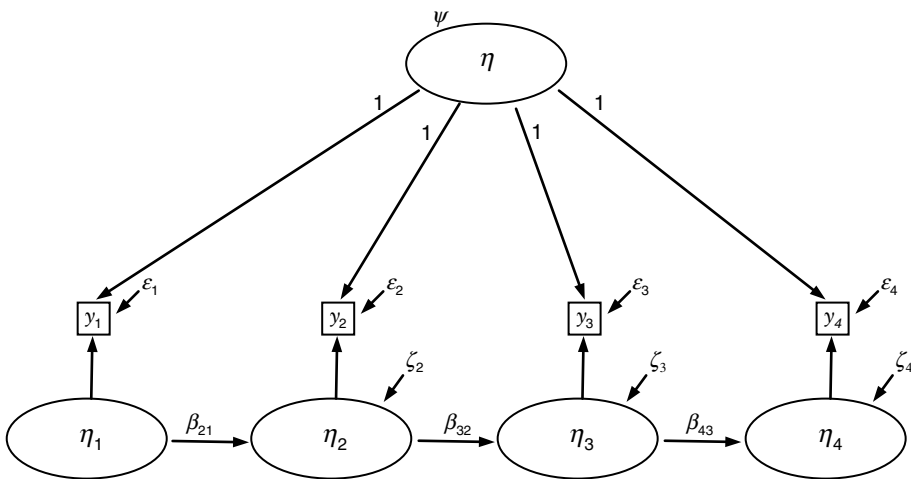 ψ
η
1 1 1 1
ε₁ ε₂ ε₃ ε₄
y₁ y₂ y₃ y₄
ζ₂ ζ₃ ζ₄
η₁ β₂₁ η₂ β₃₂ η₃ β₄₃ η₄